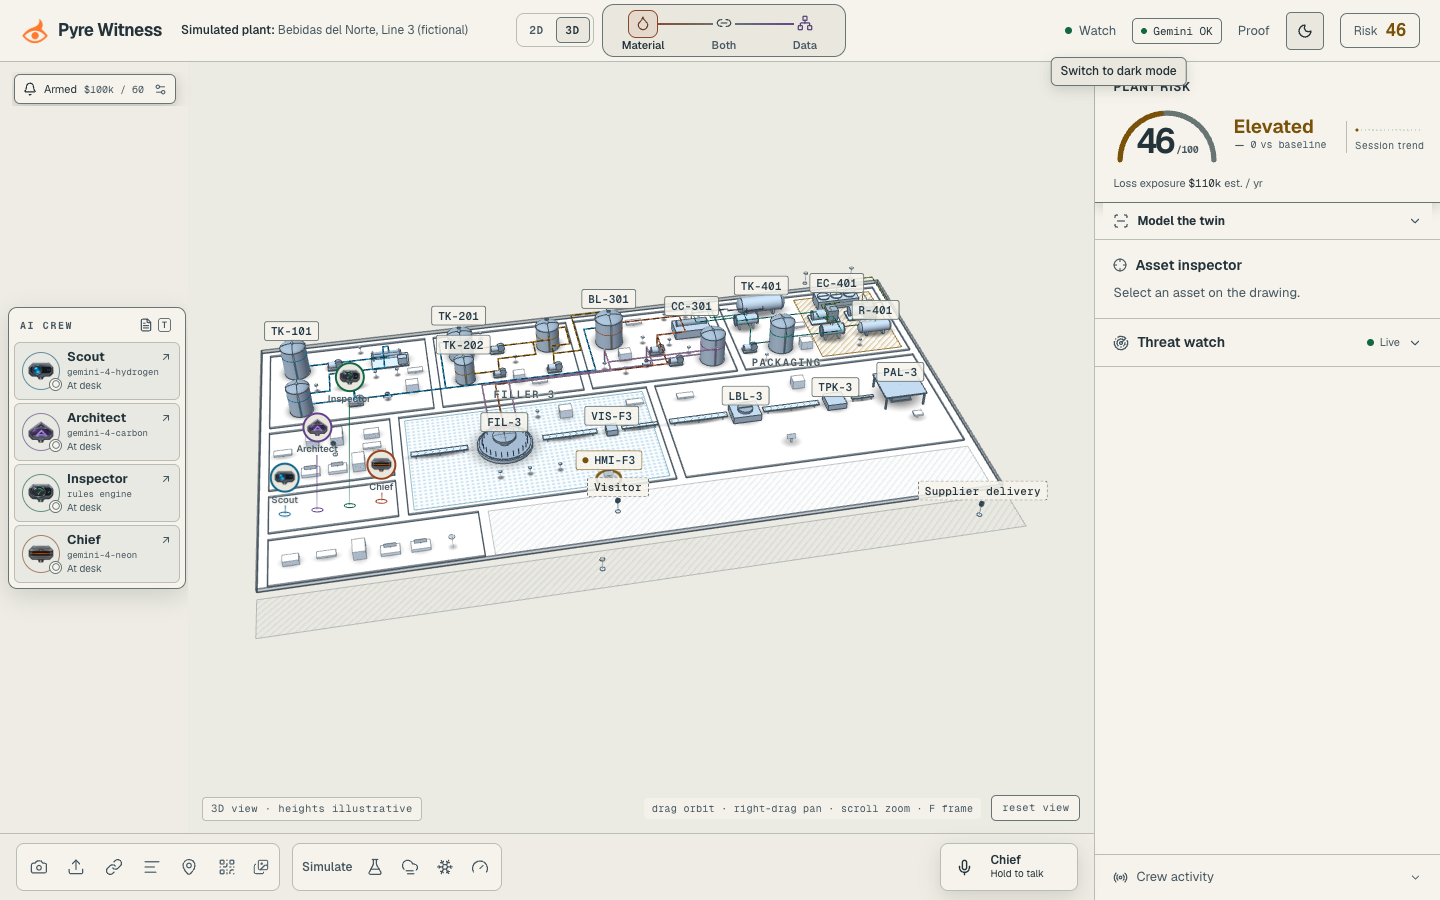 Pyre Witness
Simulated plant: Bebidas del Norte, Line 3 (fictional)
2D
3D
Material
Both
Data
Watch
Gemini OK
Proof
Risk 46
Switch to dark mode
Armed $100k / 60
PLANT RISK
46/100
Elevated
— 0 vs baseline
Session trend
Loss exposure $110k est. / yr
Model the twin
Asset inspector
Select an asset on the drawing.
Threat watch
Live
Crew activity
AI CREW
T
Scout
gemini-4-hydrogen
At desk
Architect
gemini-4-carbon
At desk
Inspector
rules engine
At desk
Chief
gemini-4-neon
At desk
TK-101
TK-201
TK-202
BL-301
CC-301
TK-401
EC-401
R-401
PACKAGING
FILLER-3
PAL-3
TPK-3
LBL-3
VIS-F3
FIL-3
HMI-F3
Visitor
Supplier delivery
Inspector
Architect
Scout
Chief
3D view · heights illustrative
drag orbit · right-drag pan · scroll zoom · F frame
reset view
Simulate
Chief
Hold to talk